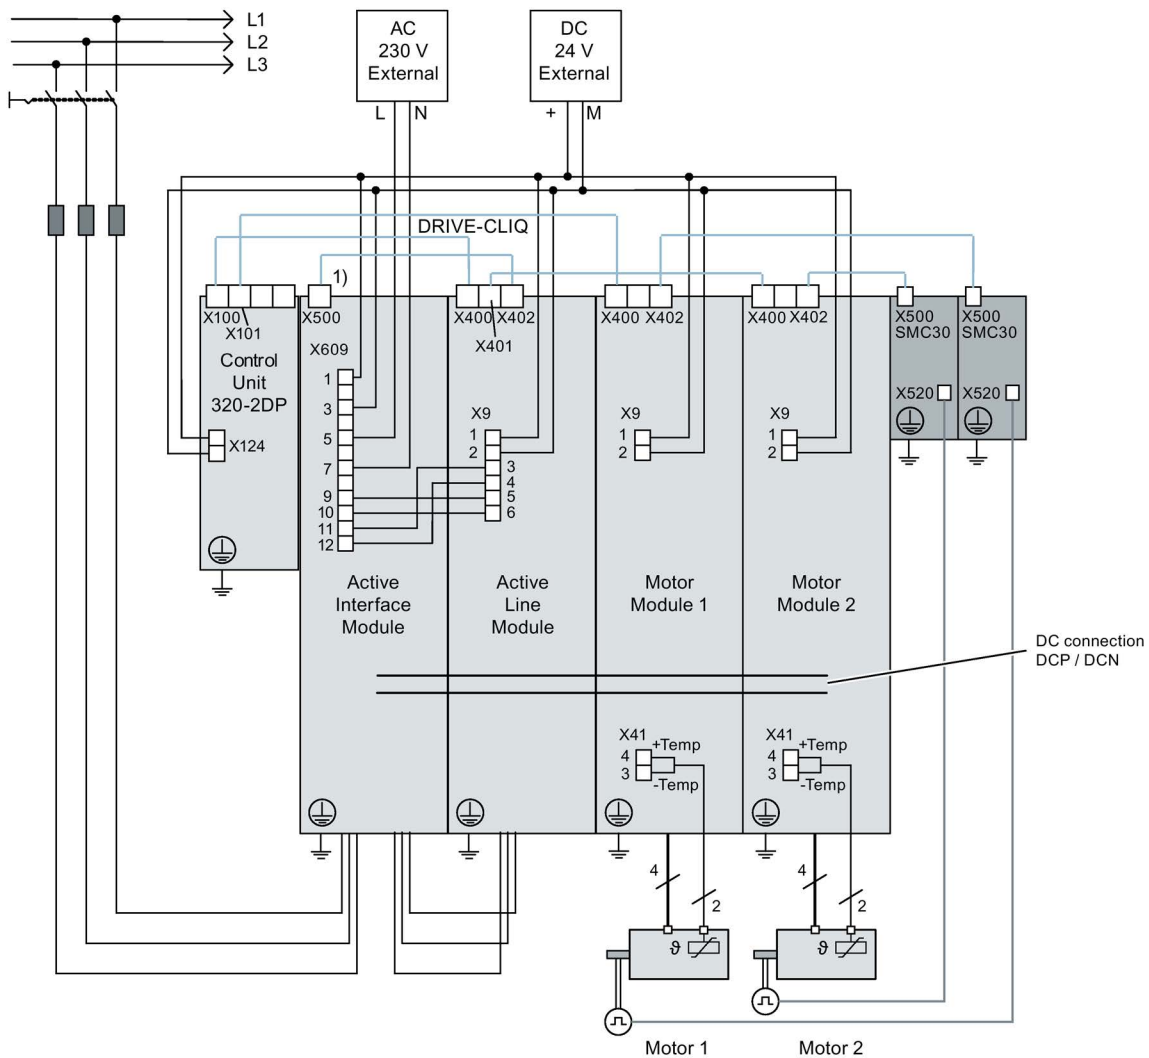 L1
L2
L3
AC
230 V
External
DC
24 V
External
L N
+ M
DRIVE-CLIQ
1)
X100
X101
Control
Unit
320-2DP
X124
X500
X609
1
3
5
7
9
10
11
12
Active
Interface
Module
X400 X402
X401
X9
1
2
3
4
5
6
Active
Line
Module
X400 X402
X9
1
2
Motor
Module 1
X400 X402
X9
1
2
Motor
Module 2
X500
SMC30
X520
X500
SMC30
X520
DC connection
DCP / DCN
X41
4
3
+Temp
-Temp
X41
4
3
+Temp
-Temp
4
2
4
2
ϑ
ϑ
Motor 1
Motor 2